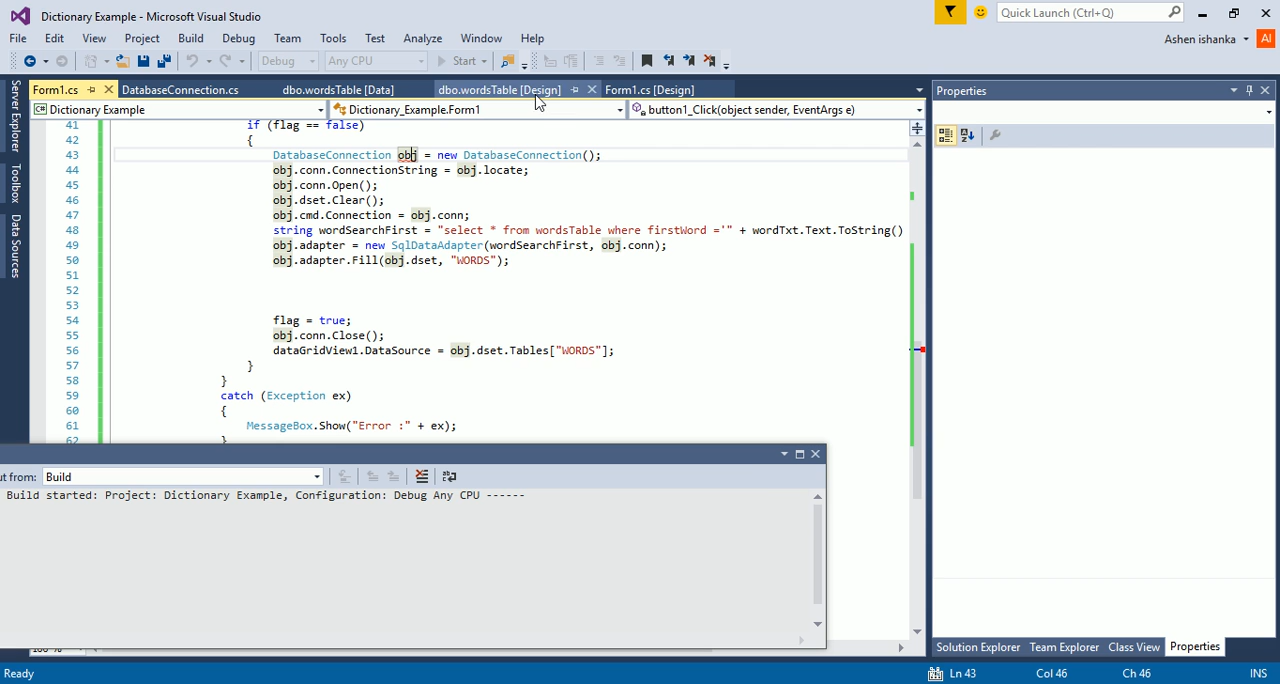 Dictionary Example - Microsoft Visual Studio
Quick Launch (Ctrl+Q)
File Edit View Project Build Debug Team Tools Test Analyze Window Help
Ashen ishanka AI
Debug Any CPU Start
Form1.cs DatabaseConnection.cs dbo.wordsTable [Data] dbo.wordsTable [Design] Form1.cs [Design]
Properties
C# Dictionary Example Dictionary_Example.Form1 button1_Click(object sender, EventArgs e)
Server Explorer
Toolbox
Data Sources
41 if (flag == false)
42 {
43 DatabaseConnection obj = new DatabaseConnection();
44 obj.conn.ConnectionString = obj.locate;
45 obj.conn.Open();
46 obj.dset.Clear();
47 obj.cmd.Connection = obj.conn;
48 string wordSearchFirst = "select * from wordsTable where firstWord ='" + wordTxt.Text.ToString()
49 obj.adapter = new SqlDataAdapter(wordSearchFirst, obj.conn);
50 obj.adapter.Fill(obj.dset, "WORDS");
51
52
53
54 flag = true;
55 obj.conn.Close();
56 dataGridView1.DataSource = obj.dset.Tables["WORDS"];
57 }
58 }
59 catch (Exception ex)
60 {
61 MessageBox.Show("Error :" + ex);
62 }
ut from: Build
Build started: Project: Dictionary Example, Configuration: Debug Any CPU ------
Solution Explorer Team Explorer Class View Properties
Ready Ln 43 Col 46 Ch 46 INS